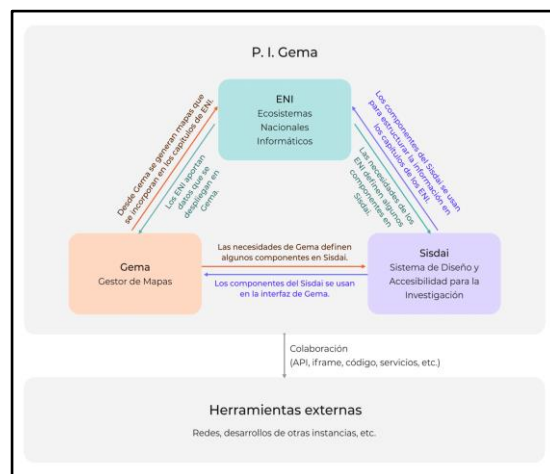 P. I. Gema
ENI
Ecosistemas
Nacionales
Informáticos
Desde Gema se generan mapas que
se incorporan en los capítulos de ENI.
Los ENI aportan
datos que se
despliegan en
Gema.
Los componentes del Sisdai se usan
para estructurar la información en
los capítulos de los ENI.
Las necesidades de los
ENI definen algunos
componentes en
Sisdai.
Gema
Gestor de Mapas
Las necesidades de Gema definen
algunos componentes en Sisdai.
Los componentes del Sisdai se usan
en la interfaz de Gema.
Sisdai
Sistema de Diseño y
Accesibilidad para la
Investigación
Colaboración
(API, iframe, código, servicios, etc.)
Herramientas externas
Redes, desarrollos de otras instancias, etc.